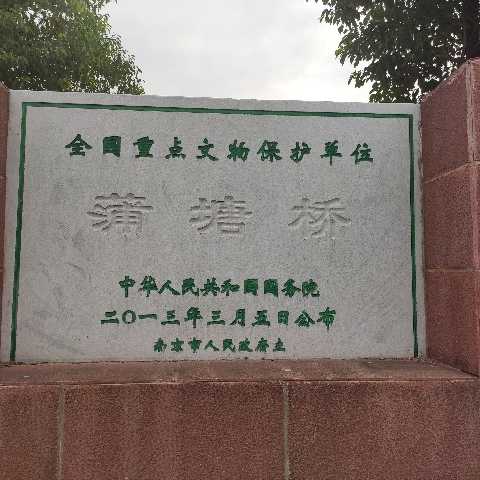 全国重点文物保护单位
蒲塘桥
中华人民共和国国务院
二〇一三年三月五日公布
南京市人民政府立